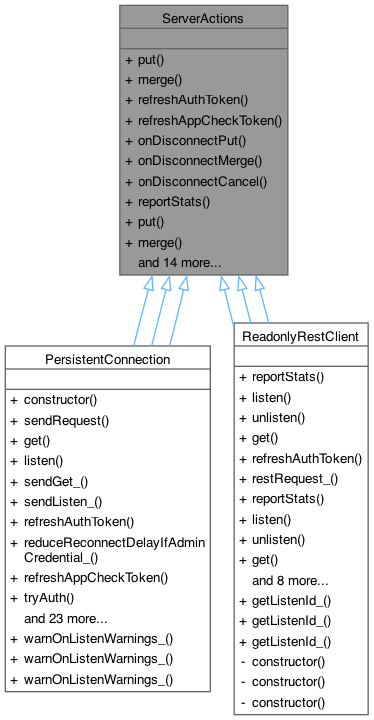 ServerActions
+ put()
+ merge()
+ refreshAuthToken()
+ refreshAppCheckToken()
+ onDisconnectPut()
+ onDisconnectMerge()
+ onDisconnectCancel()
+ reportStats()
+ put()
+ merge()
and 14 more...
PersistentConnection
+ constructor()
+ sendRequest()
+ get()
+ listen()
+ sendGet_()
+ sendListen_()
+ refreshAuthToken()
+ reduceReconnectDelayIfAdmin
Credential_()
+ refreshAppCheckToken()
+ tryAuth()
and 23 more...
+ warnOnListenWarnings_()
+ warnOnListenWarnings_()
+ warnOnListenWarnings_()
ReadonlyRestClient
+ reportStats()
+ listen()
+ unlisten()
+ get()
+ refreshAuthToken()
+ restRequest_()
+ reportStats()
+ listen()
+ unlisten()
+ get()
and 8 more...
+ getListenId_()
+ getListenId_()
+ getListenId_()
- constructor()
- constructor()
- constructor()